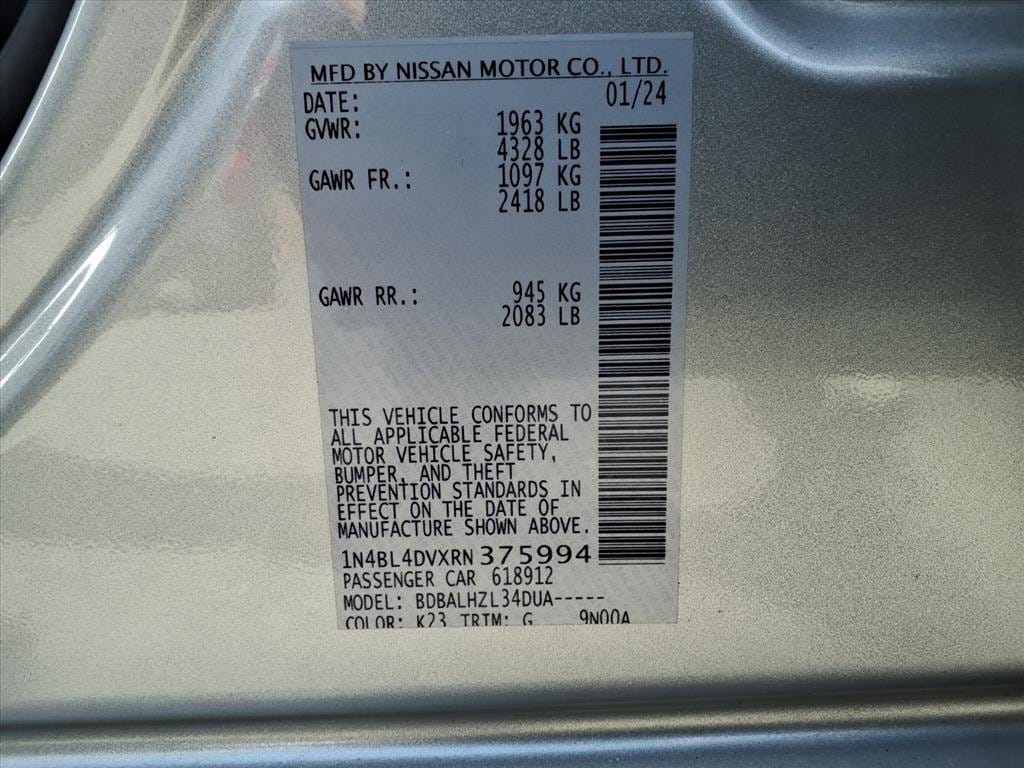 MFD BY NISSAN MOTOR CO., LTD.
DATE: 01/24
GVWR: 1963 KG
4328 LB
GAWR FR.: 1097 KG
2418 LB
GAWR RR.: 945 KG
2083 LB
THIS VEHICLE CONFORMS TO
ALL APPLICABLE FEDERAL
MOTOR VEHICLE SAFETY,
BUMPER, AND THEFT
PREVENTION STANDARDS IN
EFFECT ON THE DATE OF
MANUFACTURE SHOWN ABOVE.
1N4BL4DVXRN375994
PASSENGER CAR 618912
MODEL: BDBALHZL34DUA-----
COLOR: K23 TRIM: G 9N00A